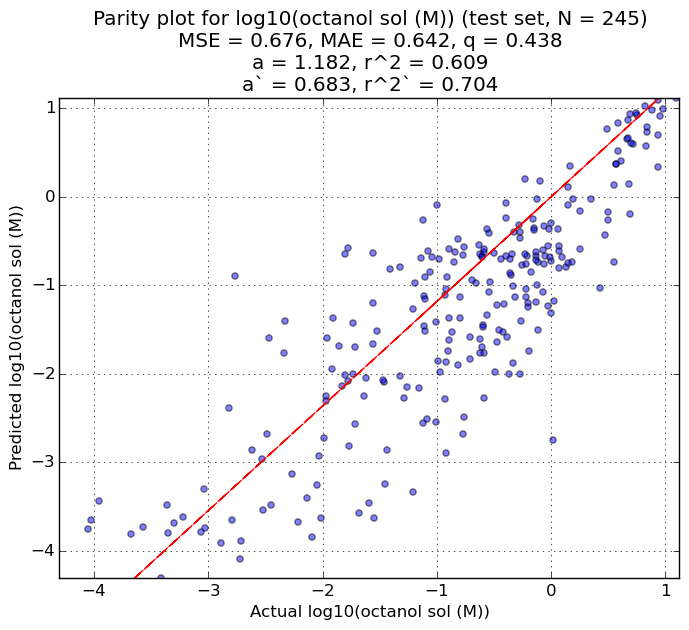 Parity plot for log10(octanol sol (M)) (test set, N = 245)
MSE = 0.676, MAE = 0.642, q = 0.438
a = 1.182, r^2 = 0.609
a` = 0.683, r^2` = 0.704
Predicted log10(octanol sol (M))
1
0
−1
−2
−3
−4
−4 −3 −2 −1 0 1
Actual log10(octanol sol (M))